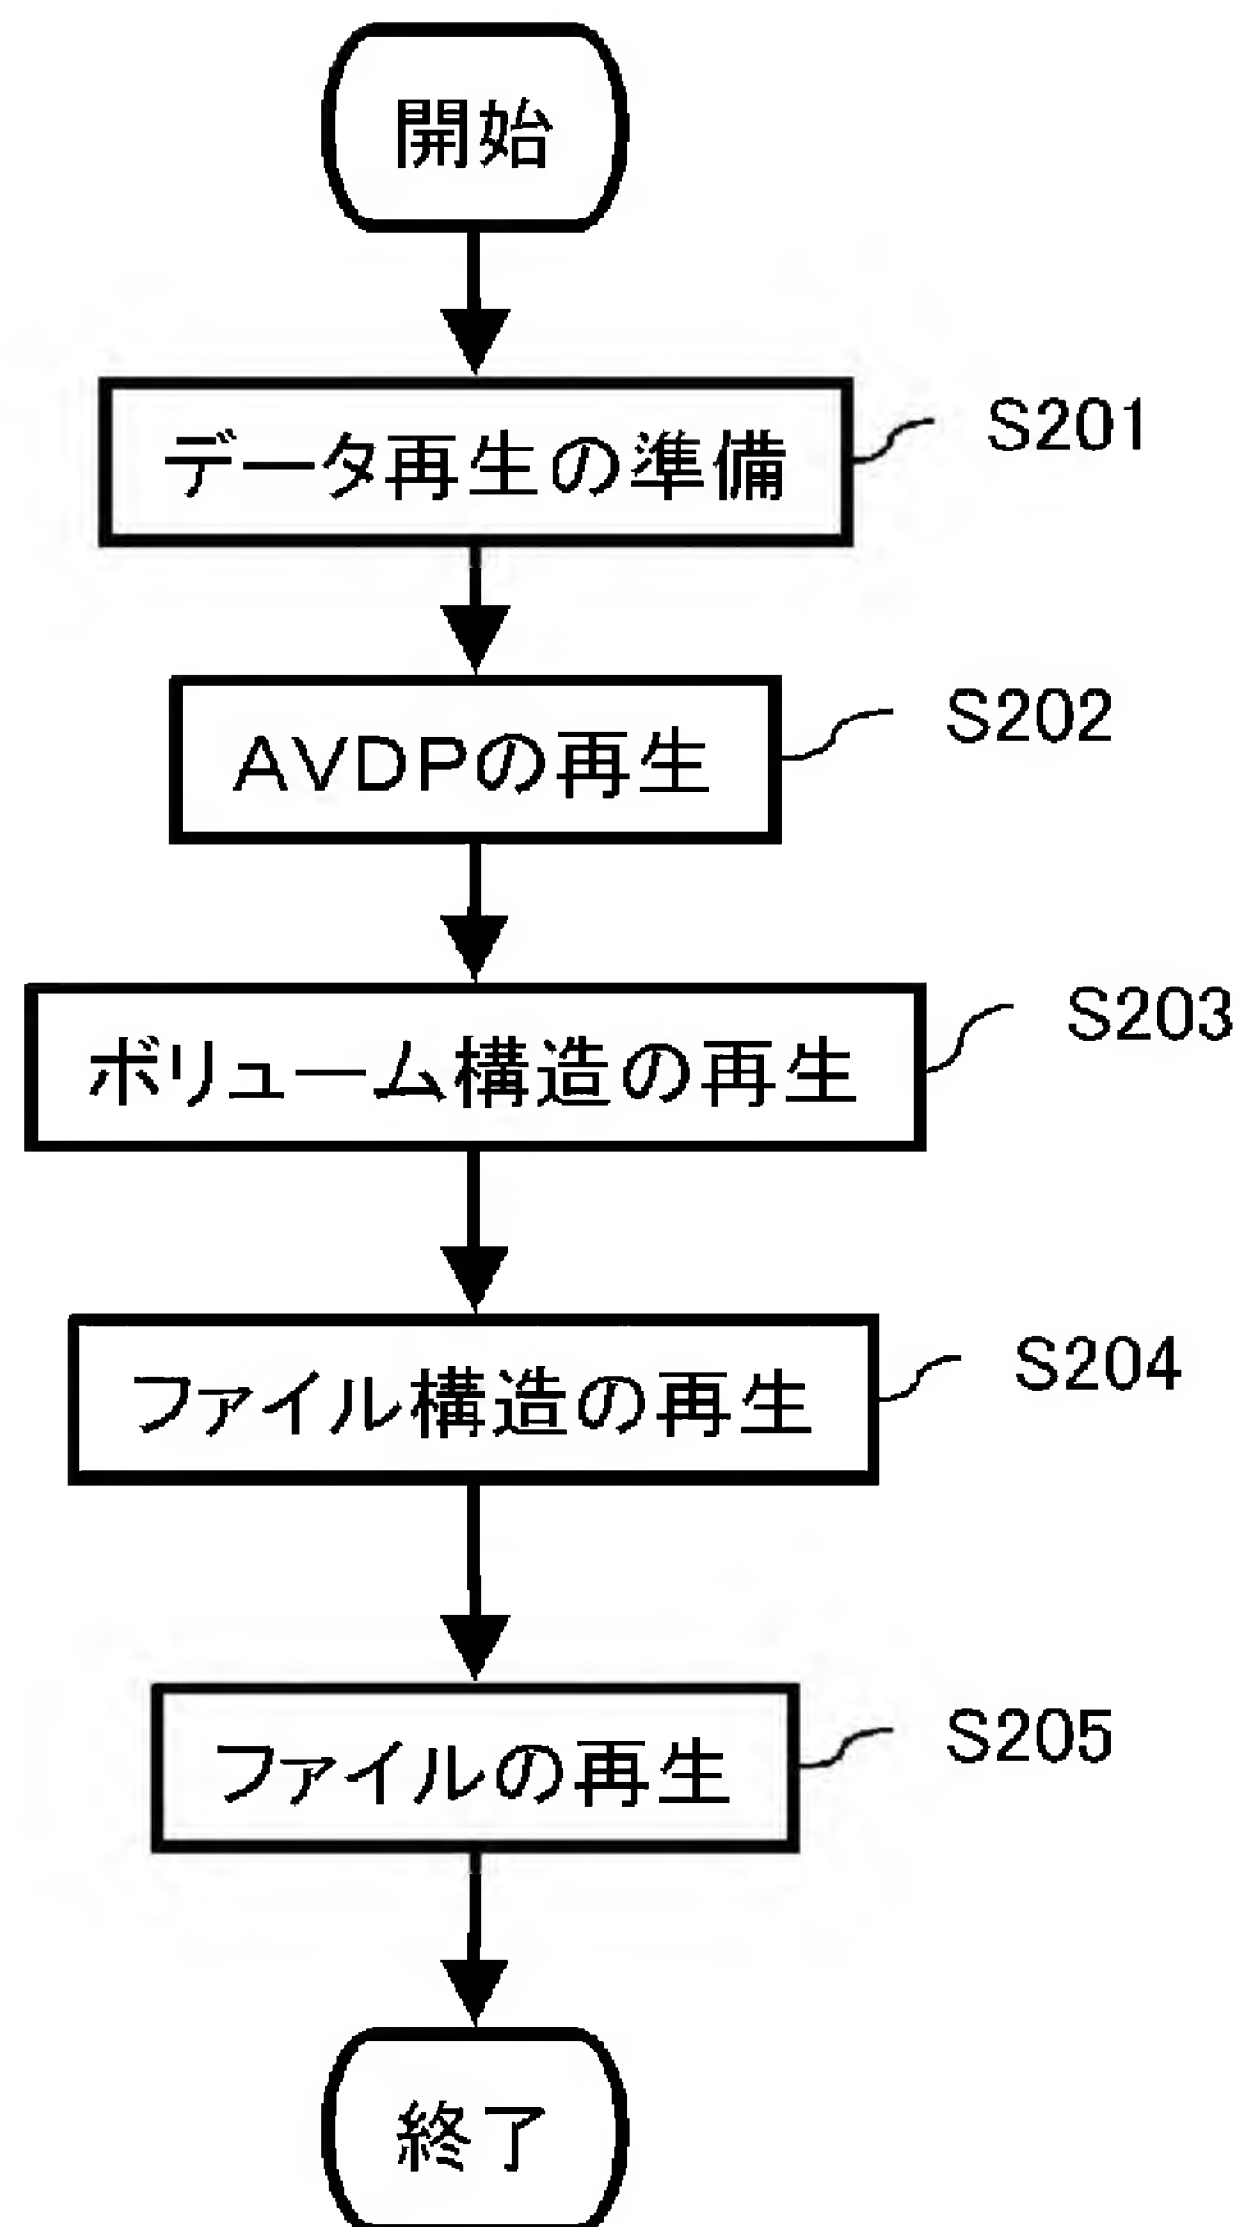 開始
データ再生の準備 S201
AVDPの再生 S202
ボリューム構造の再生 S203
ファイル構造の再生 S204
ファイルの再生 S205
終了